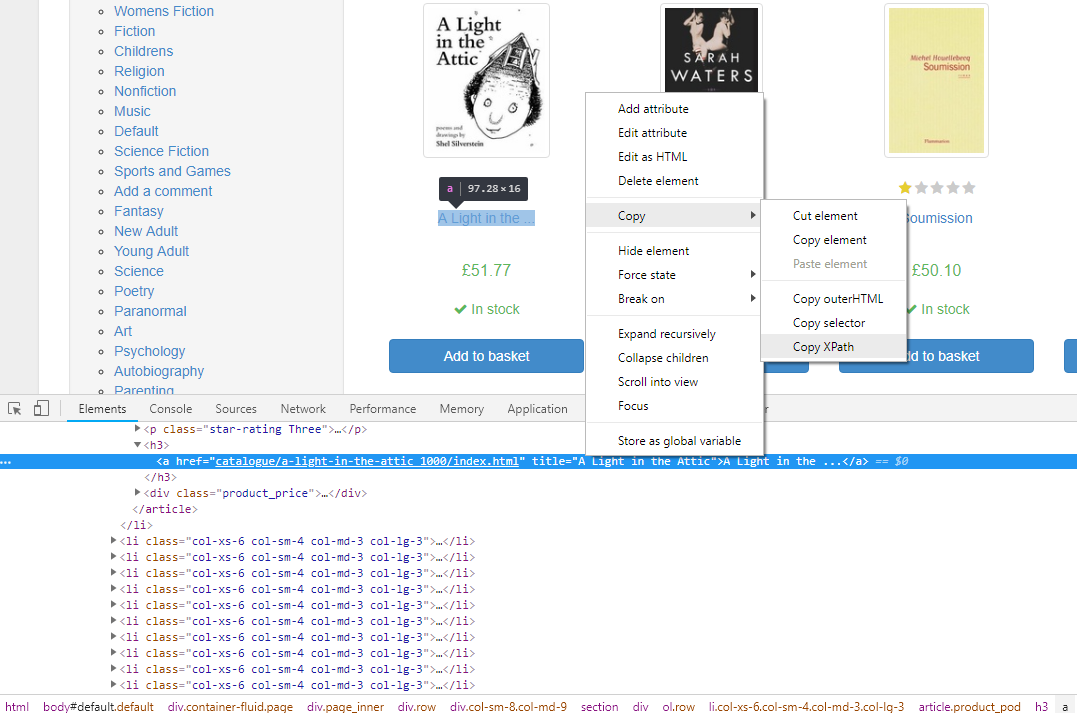 Womens Fiction
Fiction
Childrens
Religion
Nonfiction
Music
Default
Science Fiction
Sports and Games
Add a comment
Fantasy
New Adult
Young Adult
Science
Poetry
Paranormal
Art
Psychology
Autobiography
Parenting
A Light
in the
Attic
poems and
drawings by
Shel Silverstein
a 97.28×16
A Light in the ...
£51.77
In stock
Add to basket
SARAH
WATERS
Michel Houellebecq
Soumission
Flammarion
Soumission
£50.10
In stock
d to basket
Add attribute
Edit attribute
Edit as HTML
Delete element
Copy
Hide element
Force state
Break on
Expand recursively
Collapse children
Scroll into view
Focus
Store as global variable
Cut element
Copy element
Paste element
Copy outerHTML
Copy selector
Copy XPath
Elements Console Sources Network Performance Memory Application r
<p class="star-rating Three">…</p>
<h3>
<a href="catalogue/a-light-in-the-attic_1000/index.html" title="A Light in the Attic">A Light in the ...</a> == $0
</h3>
<div class="product_price">…</div>
</article>
</li>
<li class="col-xs-6 col-sm-4 col-md-3 col-lg-3">…</li>
<li class="col-xs-6 col-sm-4 col-md-3 col-lg-3">…</li>
<li class="col-xs-6 col-sm-4 col-md-3 col-lg-3">…</li>
<li class="col-xs-6 col-sm-4 col-md-3 col-lg-3">…</li>
<li class="col-xs-6 col-sm-4 col-md-3 col-lg-3">…</li>
<li class="col-xs-6 col-sm-4 col-md-3 col-lg-3">…</li>
<li class="col-xs-6 col-sm-4 col-md-3 col-lg-3">…</li>
<li class="col-xs-6 col-sm-4 col-md-3 col-lg-3">…</li>
<li class="col-xs-6 col-sm-4 col-md-3 col-lg-3">…</li>
<li class="col-xs-6 col-sm-4 col-md-3 col-lg-3">…</li>
html body#default.default div.container-fluid.page div.page_inner div.row div.col-sm-8.col-md-9 section div ol.row li.col-xs-6.col-sm-4.col-md-3.col-lg-3 article.product_pod h3 a